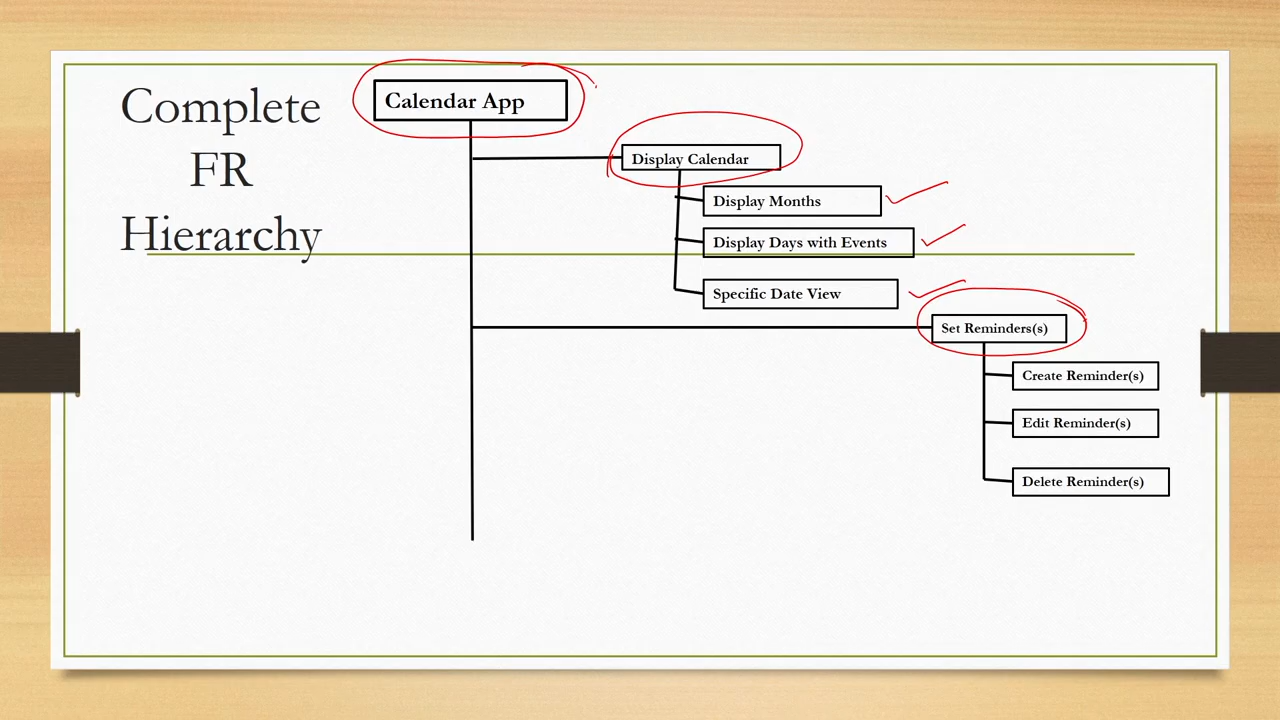 Complete
FR
Hierarchy
Calendar App
Display Calendar
Display Months
Display Days with Events
Specific Date View
Set Reminders(s)
Create Reminder(s)
Edit Reminder(s)
Delete Reminder(s)